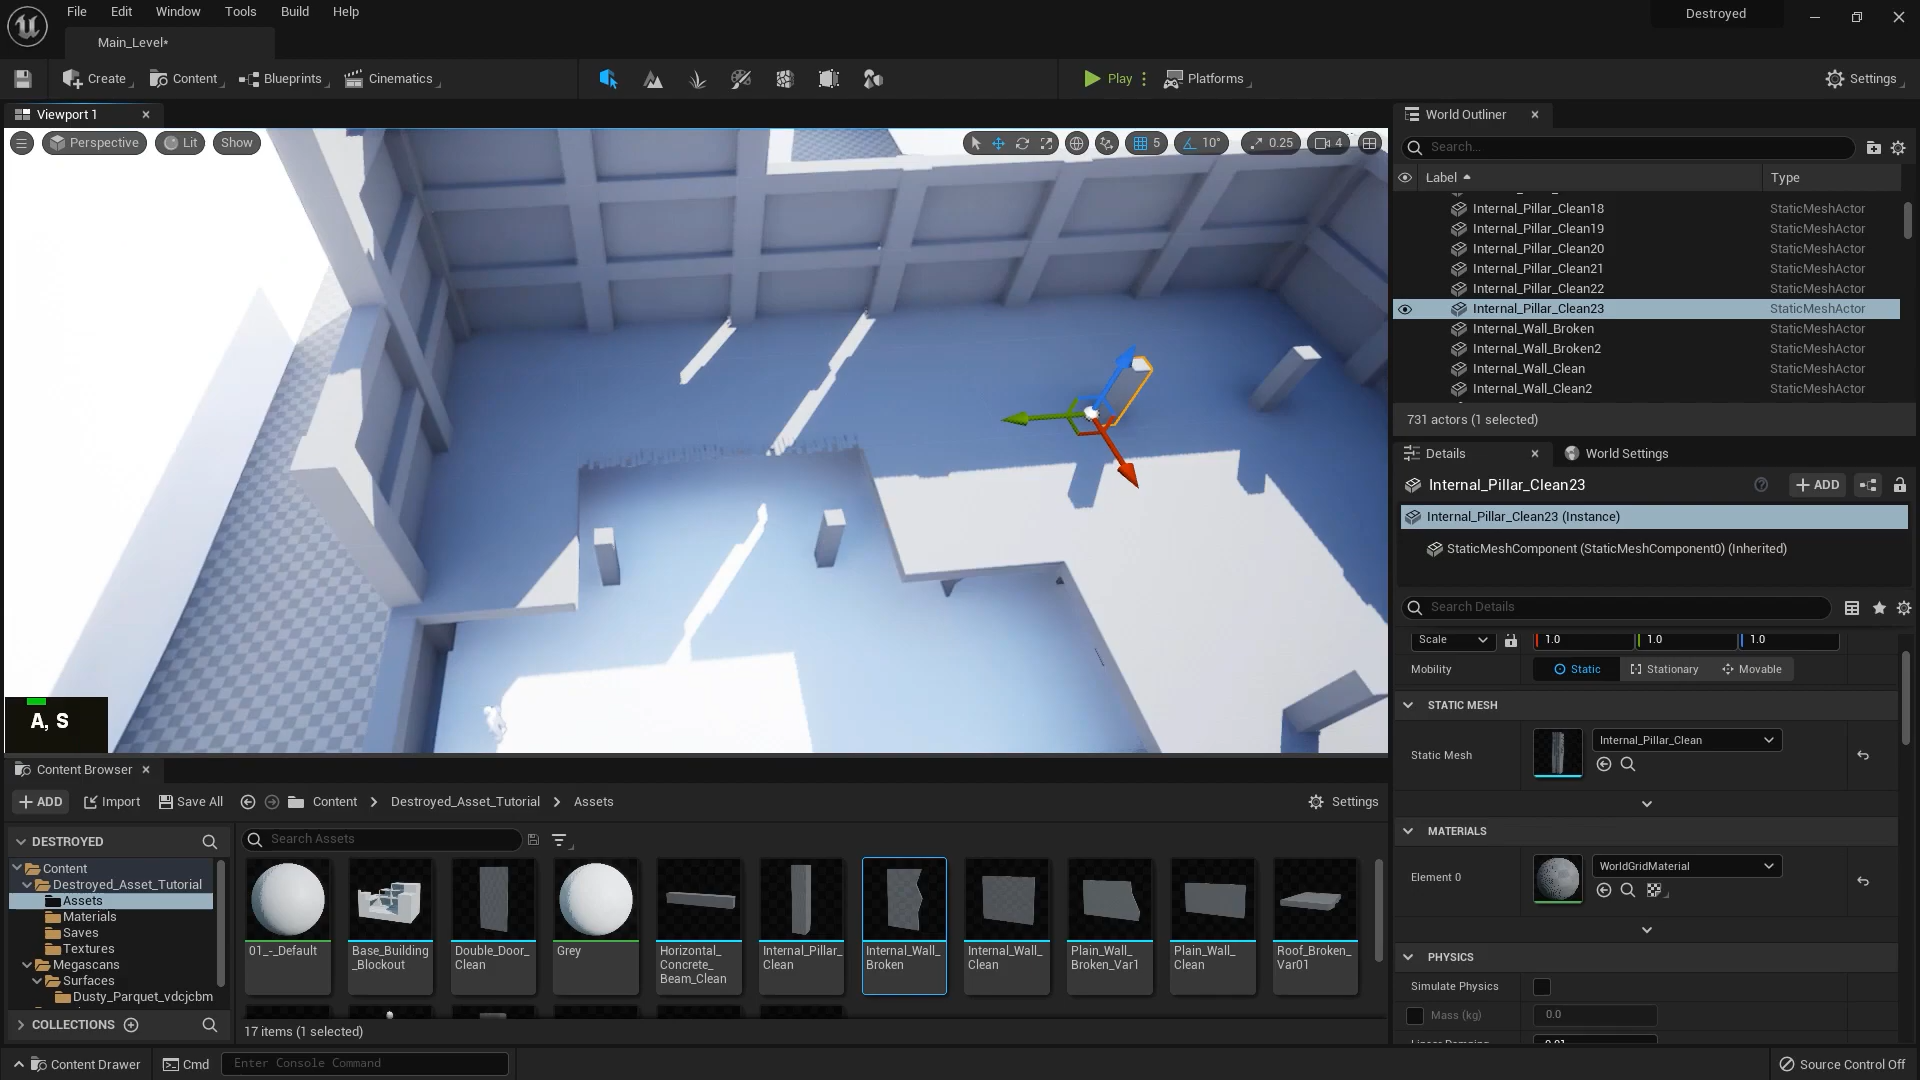 File Edit Window Tools Build Help
Destroyed
Main_Level*
Create Content Blueprints Cinematics
Play Platforms
Settings
Viewport 1
Perspective Lit Show
5 10° 0.25 4
A, S
World Outliner
Search...
Label Type
Internal_Pillar_Clean18 StaticMeshActor
Internal_Pillar_Clean19 StaticMeshActor
Internal_Pillar_Clean20 StaticMeshActor
Internal_Pillar_Clean21 StaticMeshActor
Internal_Pillar_Clean22 StaticMeshActor
Internal_Pillar_Clean23 StaticMeshActor
Internal_Wall_Broken StaticMeshActor
Internal_Wall_Broken2 StaticMeshActor
Internal_Wall_Clean StaticMeshActor
Internal_Wall_Clean2 StaticMeshActor
731 actors (1 selected)
Details World Settings
Internal_Pillar_Clean23
ADD
Internal_Pillar_Clean23 (Instance)
StaticMeshComponent (StaticMeshComponent0) (Inherited)
Search Details
Scale 1.0 1.0 1.0
Mobility Static Stationary Movable
STATIC MESH
Static Mesh Internal_Pillar_Clean
MATERIALS
Element 0 WorldGridMaterial
PHYSICS
Simulate Physics
Mass (kg) 0.0
Linear Damping 0.01
Content Browser
ADD Import Save All Content Destroyed_Asset_Tutorial Assets
Settings
DESTROYED
Content
Destroyed_Asset_Tutorial
Assets
Materials
Saves
Textures
Megascans
Surfaces
Dusty_Parquet_vdcjcbm
COLLECTIONS
Search Assets
01_-_Default
Base_Building
_Blockout
Double_Door_
Clean
Grey
Horizontal_
Concrete_
Beam_Clean
Internal_Pillar_
Clean
Internal_Wall_
Broken
Internal_Wall_
Clean
Plain_Wall_
Broken_Var1
Plain_Wall_
Clean
Roof_Broken_
Var01
17 items (1 selected)
Content Drawer Cmd Enter Console Command
Source Control Off